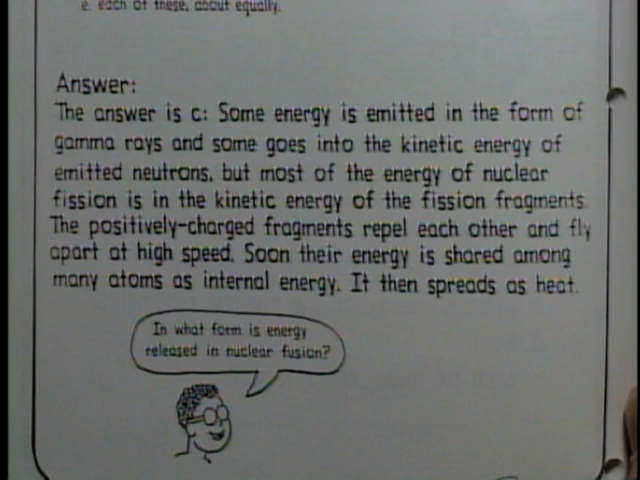 e. each of these, about equally.
Answer:
The answer is c: Some energy is emitted in the form of
gamma rays and some goes into the kinetic energy of
emitted neutrons, but most of the energy of nuclear
fission is in the kinetic energy of the fission fragments.
The positively-charged fragments repel each other and fly
apart at high speed. Soon their energy is shared among
many atoms as internal energy. It then spreads as heat.
In what form is energy
released in nuclear fusion?